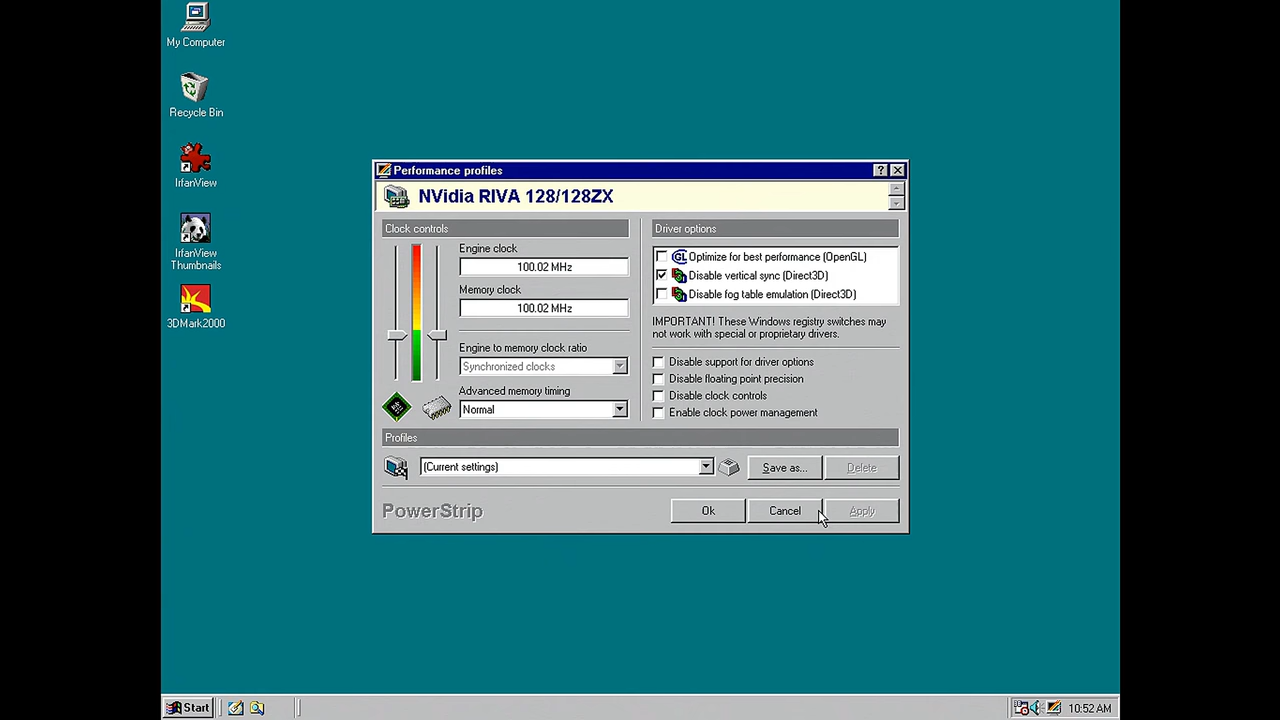 My Computer
Recycle Bin
IrfanView
IrfanView
Thumbnails
3DMark2000
Performance profiles
NVidia RIVA 128/128ZX
Clock controls
Engine clock
100.02 MHz
Memory clock
100.02 MHz
Engine to memory clock ratio
Synchronized clocks
Advanced memory timing
Normal
Driver options
Optimize for best performance (OpenGL)
Disable vertical sync (Direct3D)
Disable fog table emulation (Direct3D)
IMPORTANT! These Windows registry switches may
not work with special or proprietary drivers.
Disable support for driver options
Disable floating point precision
Disable clock controls
Enable clock power management
Profiles
(Current settings)
Save as...
Delete
PowerStrip
Ok
Cancel
Apply
Start
10:52 AM